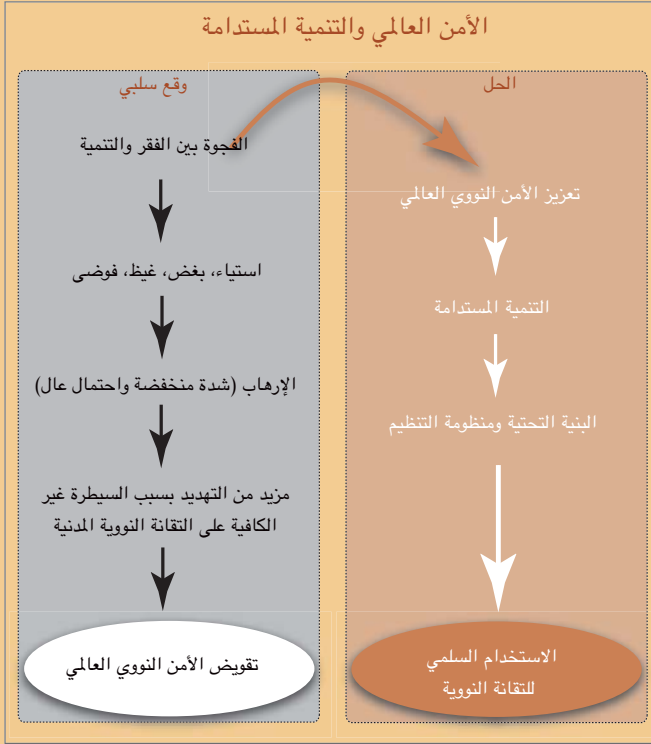 الأمن العالمي والتنمية المستدامة
الحل
تعزيز الأمن النووي العالمي
التنمية المستدامة
البنية التحتية ومنظومة التنظيم
الاستخدام السلمي
للتقانة النووية
وقع سلبي
الفجوة بين الفقر والتنمية
استياء، بغض، غيظ، فوضى
الإرهاب (شدة منخفضة واحتمال عال)
مزيد من التهديد بسبب السيطرة غير
الكافية على التقانة النووية المدنية
تقويض الأمن النووي العالمي